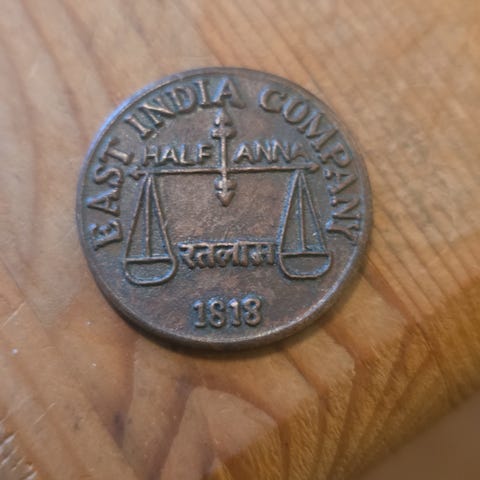 EAST INDIA COMPANY
HALF ANNA
रतलाम
1818